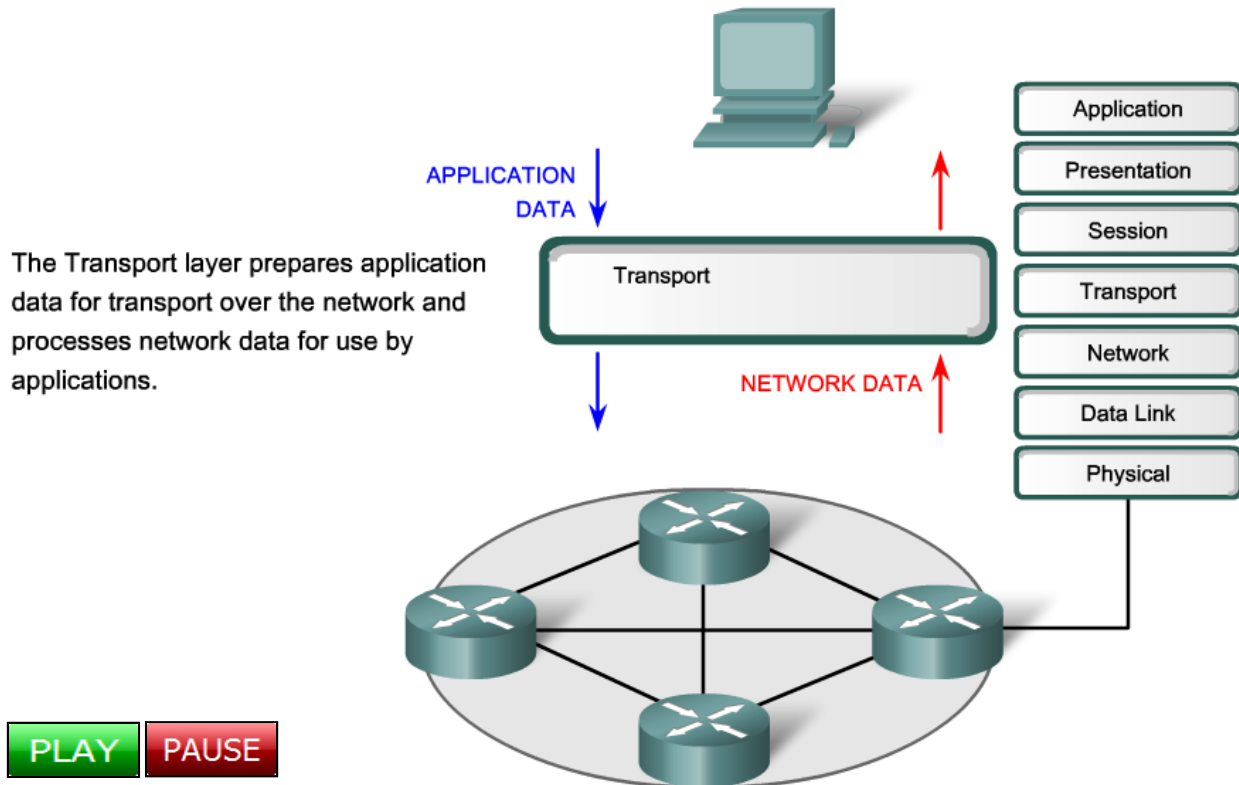 APPLICATION
DATA
The Transport layer prepares application
data for transport over the network and
processes network data for use by
applications.
Transport
NETWORK DATA
Application
Presentation
Session
Transport
Network
Data Link
Physical
PLAY
PAUSE